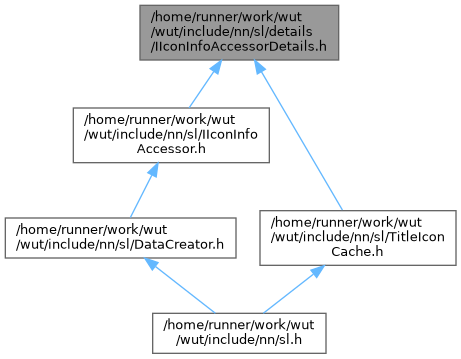 /home/runner/work/wut
/wut/include/nn/sl/details
/IIconInfoAccessorDetails.h
/home/runner/work/wut
/wut/include/nn/sl/IIconInfo
Accessor.h
/home/runner/work/wut
/wut/include/nn/sl/DataCreator.h
/home/runner/work/wut
/wut/include/nn/sl/TitleIcon
Cache.h
/home/runner/work/wut
/wut/include/nn/sl.h